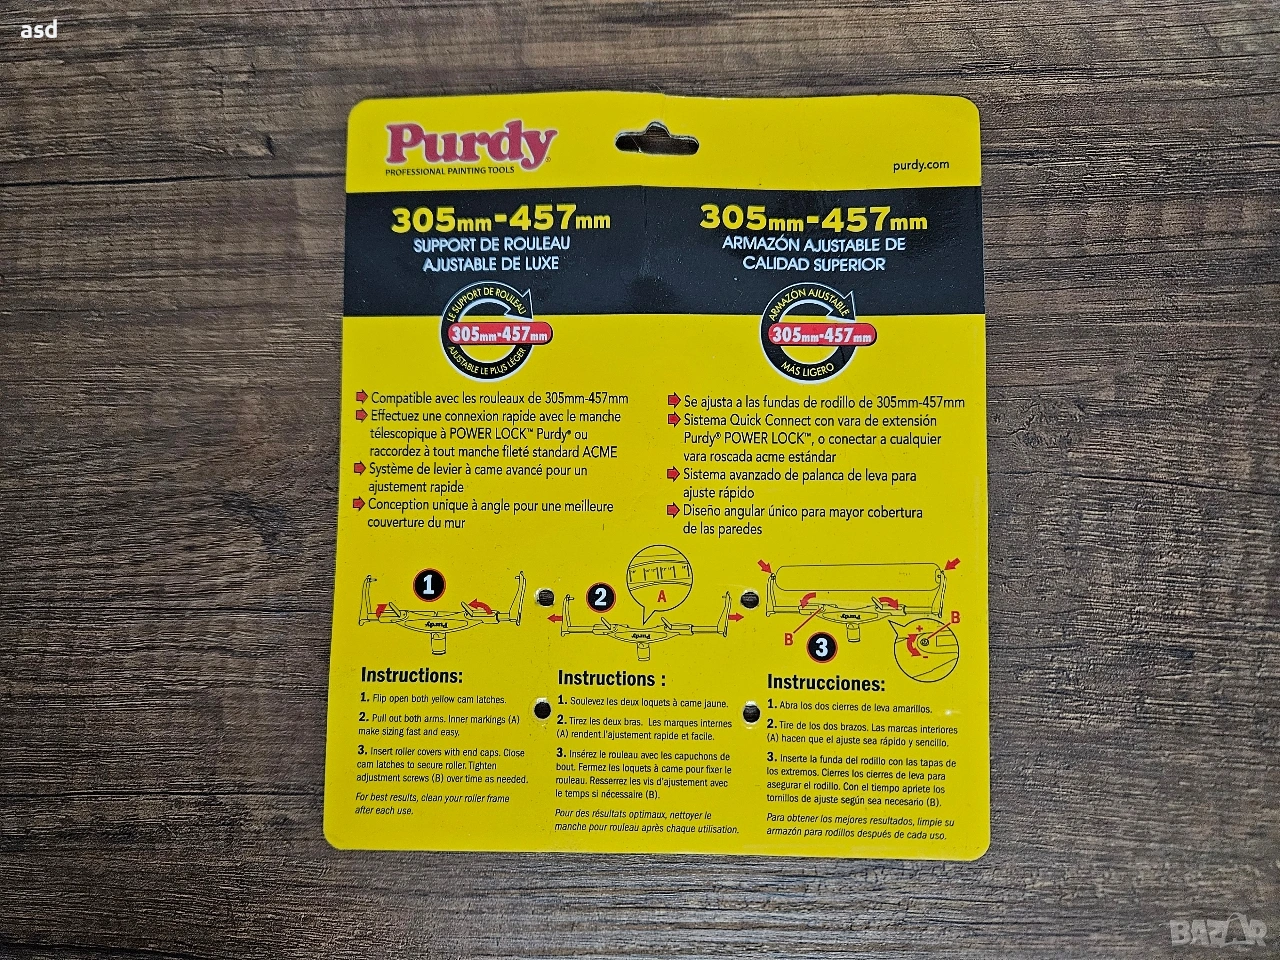 asd
Purdy
PROFESSIONAL PAINTING TOOLS
purdy.com
305mm-457mm
SUPPORT DE ROULEAU
AJUSTABLE DE LUXE
LE SUPPORT DE ROULEAU
305mm-457mm
AJUSTABLE LE PLUS LÉGER
Compatible avec les rouleaux de 305mm-457mm
Effectuez une connexion rapide avec le manche
télescopique à POWER LOCK™ Purdy® ou
raccordez à tout manche fileté standard ACME
Système de levier à came avancé pour un
ajustement rapide
Conception unique à angle pour une meilleure
couverture du mur
305mm-457mm
ARMAZÓN AJUSTABLE DE
CALIDAD SUPERIOR
ARMAZÓN AJUSTABLE
305mm-457mm
MÁS LIGERO
Se ajusta a las fundas de rodillo de 305mm-457mm
Sistema Quick Connect con vara de extensión
Purdy® POWER LOCK™, o conectar a cualquier
vara roscada acme estándar
Sistema avanzado de palanca de leva para
ajuste rápido
Diseño angular único para mayor cobertura
de las paredes
1
Purdy
2
A
Purdy
3
B
B
+
-
Purdy
Instructions:
1. Flip open both yellow cam latches.
2. Pull out both arms. Inner markings (A)
make sizing fast and easy.
3. Insert roller covers with end caps. Close
cam latches to secure roller. Tighten
adjustment screws (B) over time as needed.
For best results, clean your roller frame
after each use.
Instructions :
1. Soulevez les deux loquets à came jaune.
2. Tirez les deux bras. Les marques internes
(A) rendent l'ajustement rapide et facile.
3. Insérez le rouleau avec les capuchons de
bout. Fermez les loquets à came pour fixer le
rouleau. Resserrez les vis d'ajustement avec
le temps si nécessaire (B).
Pour des résultats optimaux, nettoyer le
manche pour rouleau après chaque utilisation.
Instrucciones:
1. Abra los dos cierres de leva amarillos.
2. Tire de los dos brazos. Las marcas interiores
(A) hacen que el ajuste sea rápido y sencillo.
3. Inserte la funda del rodillo con las tapas de
los extremos. Cierres los cierres de leva para
asegurar el rodillo. Con el tiempo apriete los
tornillos de ajuste según sea necesario (B).
Para obtener los mejores resultados, limpie su
armazón para rodillos después de cada uso.
BAZAR